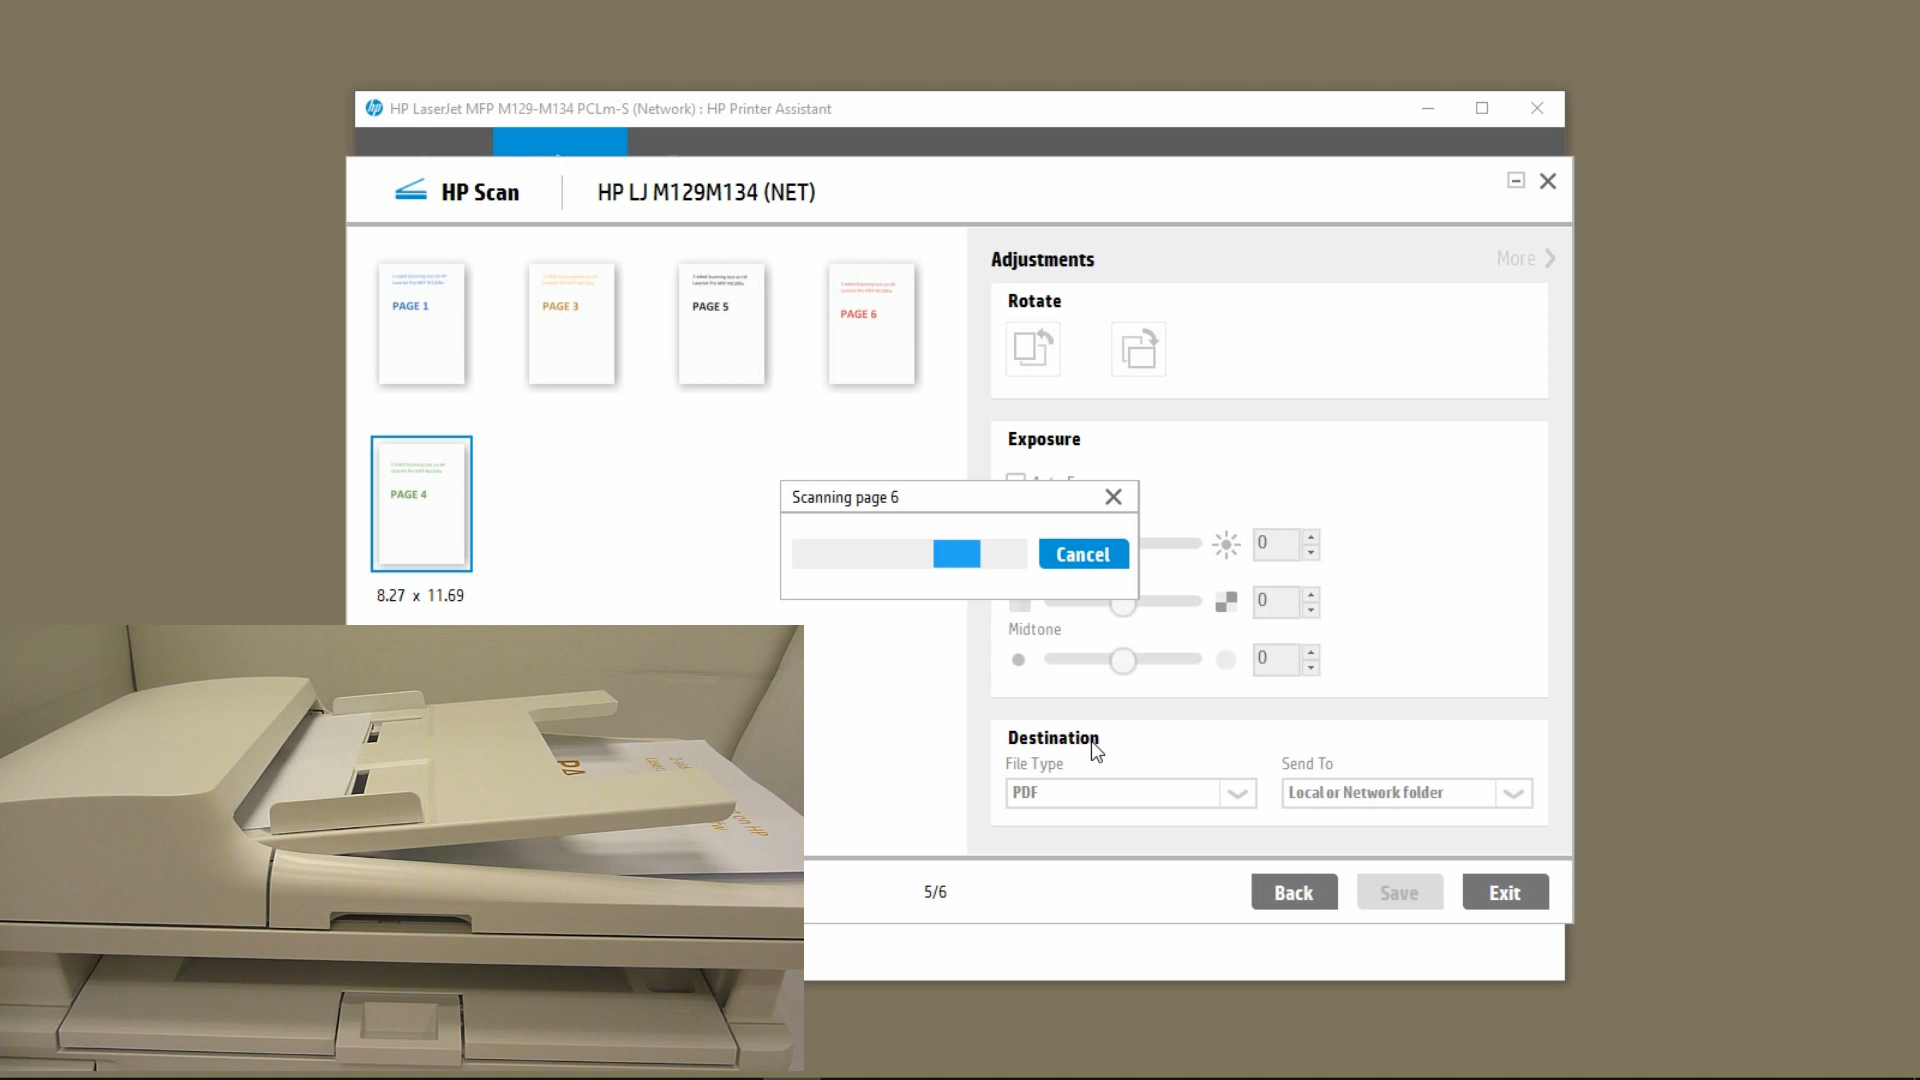 HP LaserJet MFP M129-M134 PCLm-S (Network) : HP Printer Assistant
HP Scan
HP LJ M129M134 (NET)
PAGE 1
PAGE 3
PAGE 5
PAGE 6
PAGE 4
8.27 x 11.69
Adjustments
More
Rotate
Exposure
0
0
Midtone
0
Scanning page 6
Cancel
Destination
File Type
Send To
PDF
Local or Network folder
5/6
Back
Save
Exit